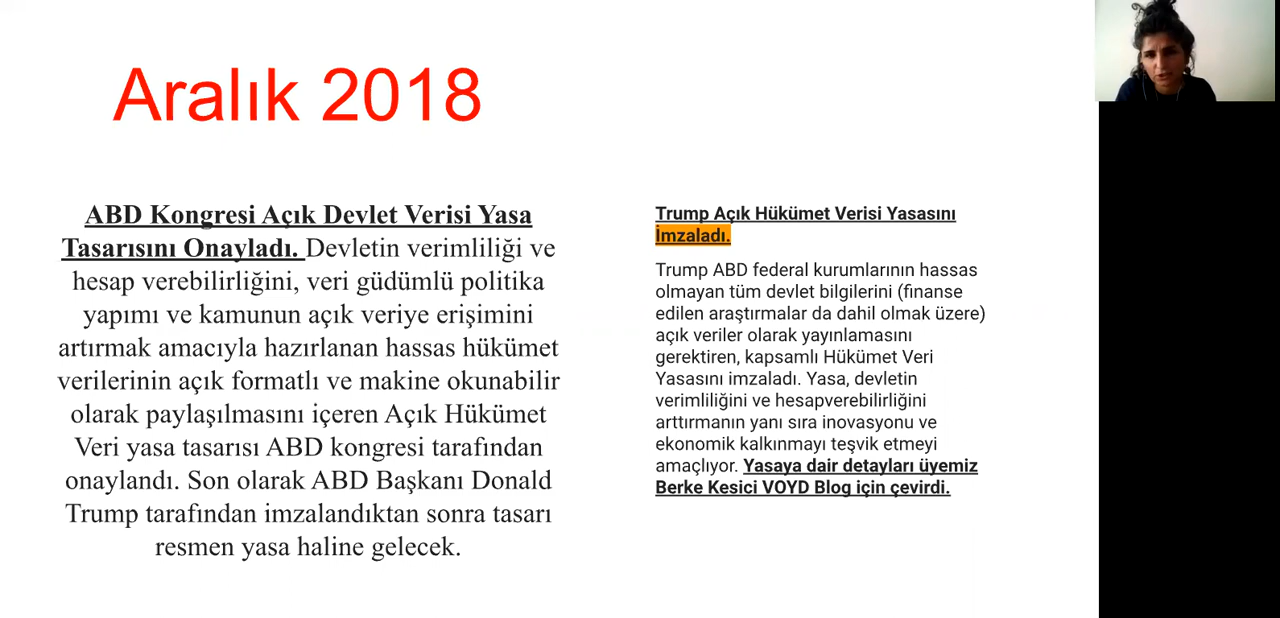 Aralık 2018
ABD Kongresi Açık Devlet Verisi Yasa
Tasarısını Onayladı. Devletin verimliliği ve
hesap verebilirliğini, veri güdümlü politika
yapımı ve kamunun açık veriye erişimini
artırmak amacıyla hazırlanan hassas hükümet
verilerinin açık formatlı ve makine okunabilir
olarak paylaşılmasını içeren Açık Hükümet
Veri yasa tasarısı ABD kongresi tarafından
onaylandı. Son olarak ABD Başkanı Donald
Trump tarafından imzalandıktan sonra tasarı
resmen yasa haline gelecek.
Trump Açık Hükümet Verisi Yasasını
İmzaladı.
Trump ABD federal kurumlarının hassas
olmayan tüm devlet bilgilerini (finanse
edilen araştırmalar da dahil olmak üzere)
açık veriler olarak yayınlamasını
gerektiren, kapsamlı Hükümet Veri
Yasasını imzaladı. Yasa, devletin
verimliliğini ve hesapverebilirliğini
arttırmanın yanı sıra inovasyonu ve
ekonomik kalkınmayı teşvik etmeyi
amaçlıyor. Yasaya dair detayları üyemiz
Berke Kesici VOYD Blog için çevirdi.